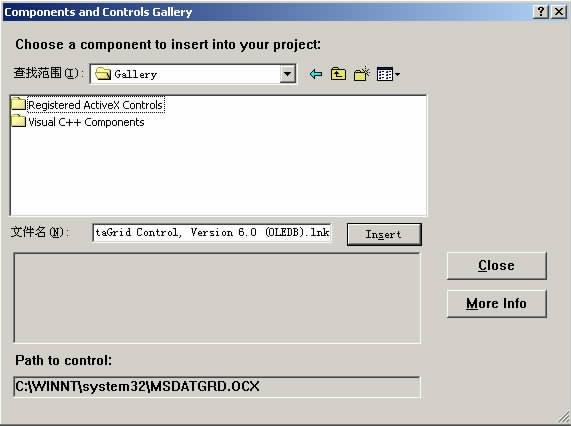 Components and Controls Gallery
Choose a component to insert into your project:
查找范围(I): Gallery
Registered ActiveX Controls
Visual C++ Components
文件名(N): taGrid Control, Version 6.0 (OLEDB).lnk Insert
Close
More Info
Path to control:
C:\WINNT\system32\MSDATGRD.OCX